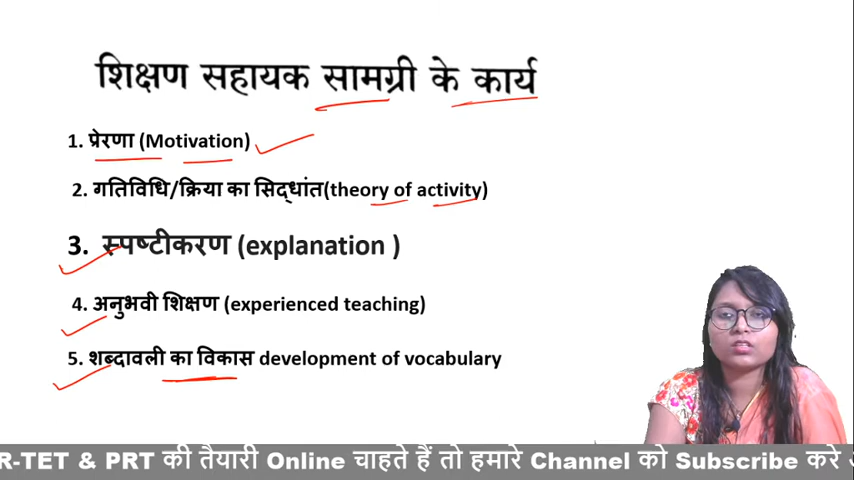 शिक्षण सहायक सामग्री के कार्य
1. प्रेरणा (Motivation)
2. गतिविधि/क्रिया का सिद्धांत(theory of activity)
3. स्पष्टीकरण (explanation )
4. अनुभवी शिक्षण (experienced teaching)
5. शब्दावली का विकास development of vocabulary
R-TET & PRT की तैयारी Online चाहते हैं तो हमारे Channel को Subscribe करे